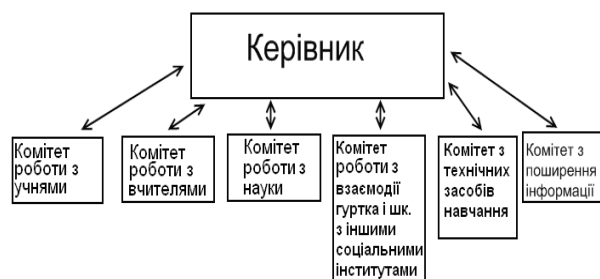 Керівник
Комітет
роботи з
учнями
Комітет
роботи з
вчителями
Комітет
роботи з
науки
Комітет
роботи з
взаємодії
гуртка і шк.
з іншими
соціальними
інститутами
Комітет з
технічних
засобів
навчання
Комітет з
поширення
інформації